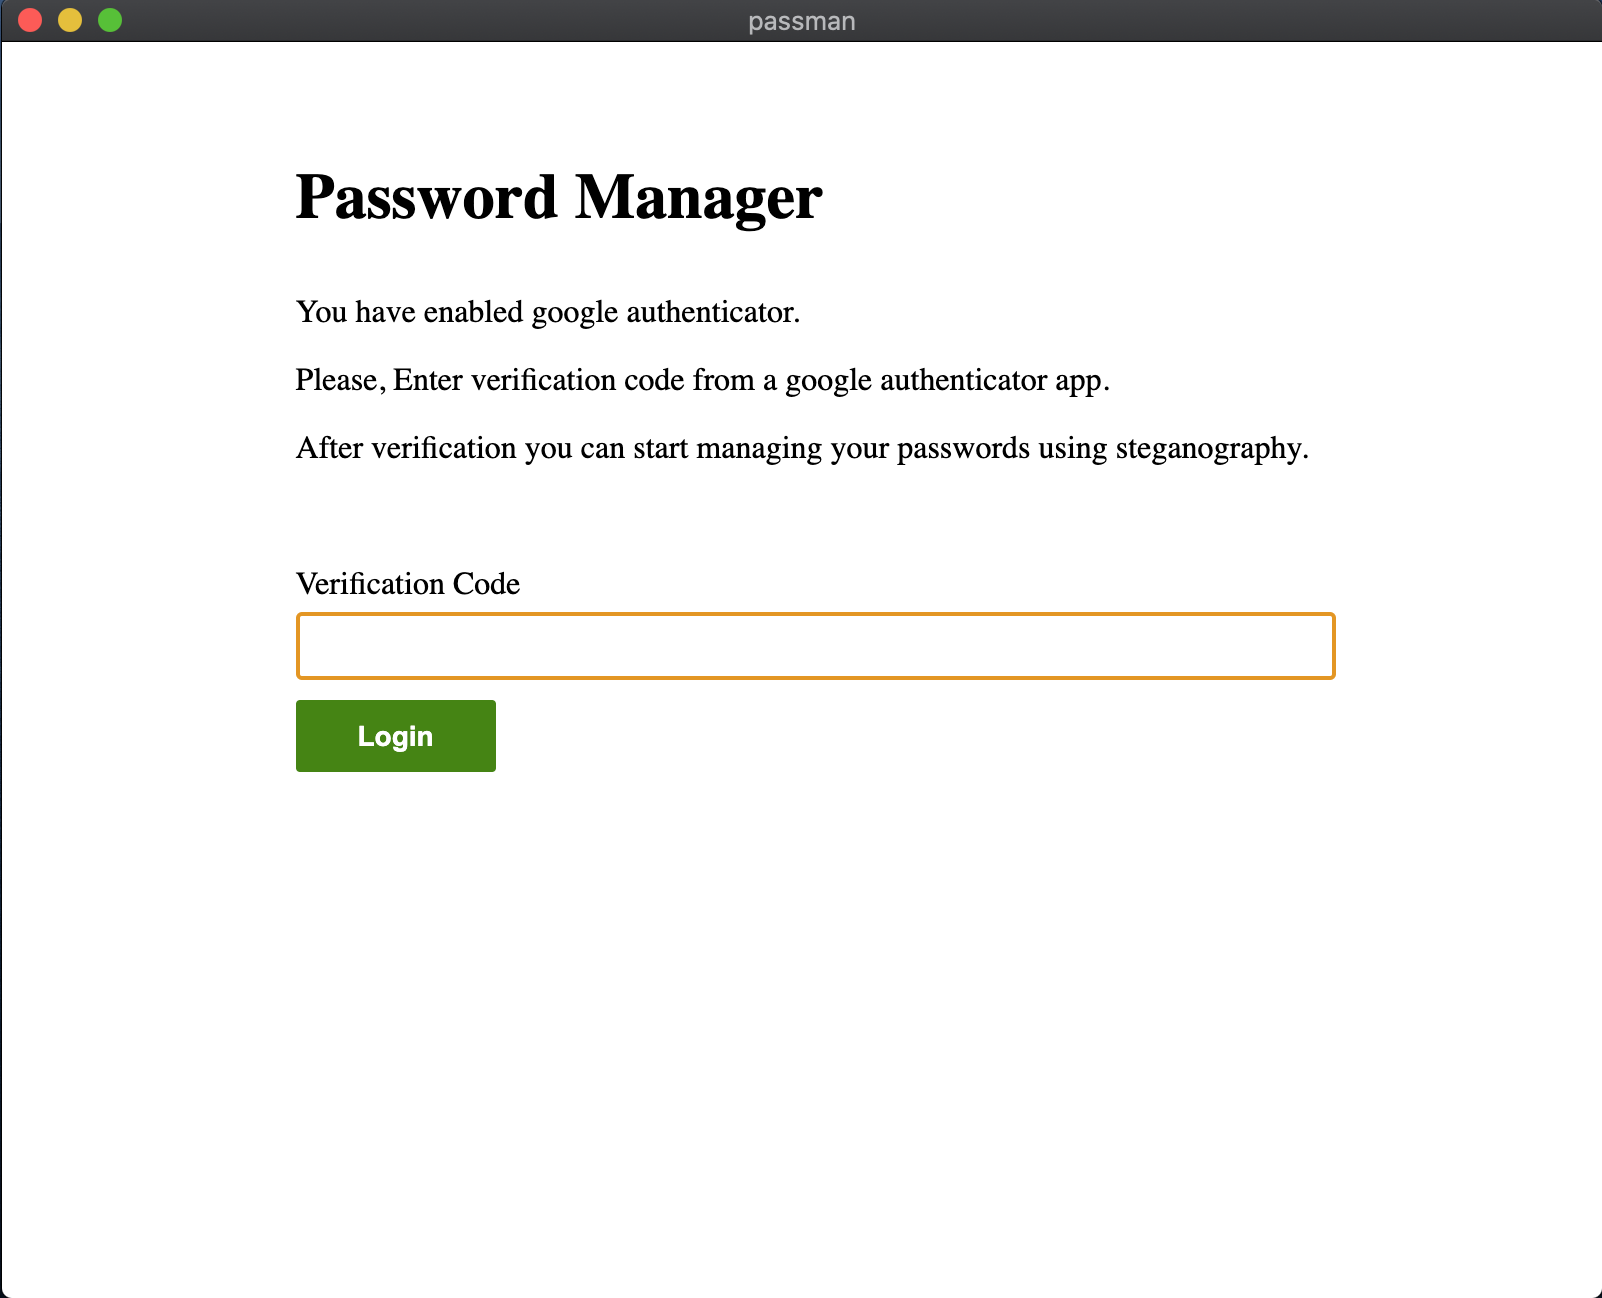 passman
Password Manager
You have enabled google authenticator.
Please, Enter verification code from a google authenticator app.
After verification you can start managing your passwords using steganography.
Verification Code
Login